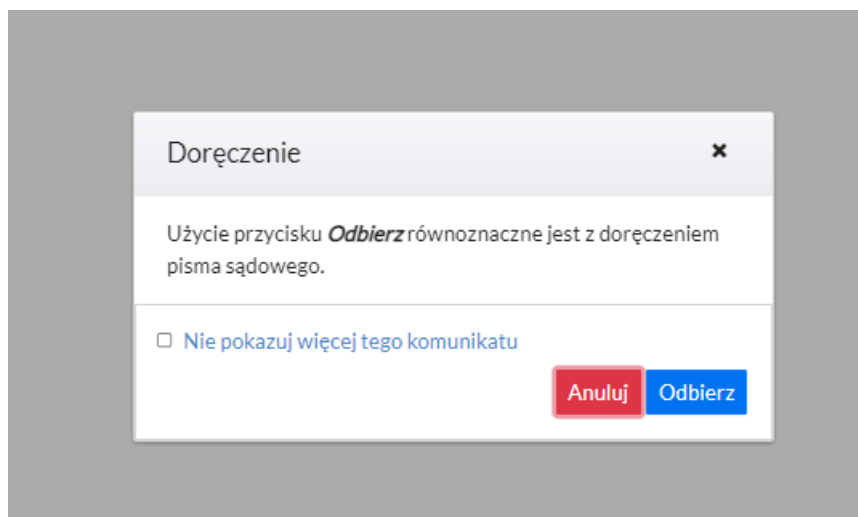 Doręczenie
Użycie przycisku Odbierz równoznaczne jest z doręczeniem
pisma sądowego.
Nie pokazuj więcej tego komunikatu
Anuluj Odbierz